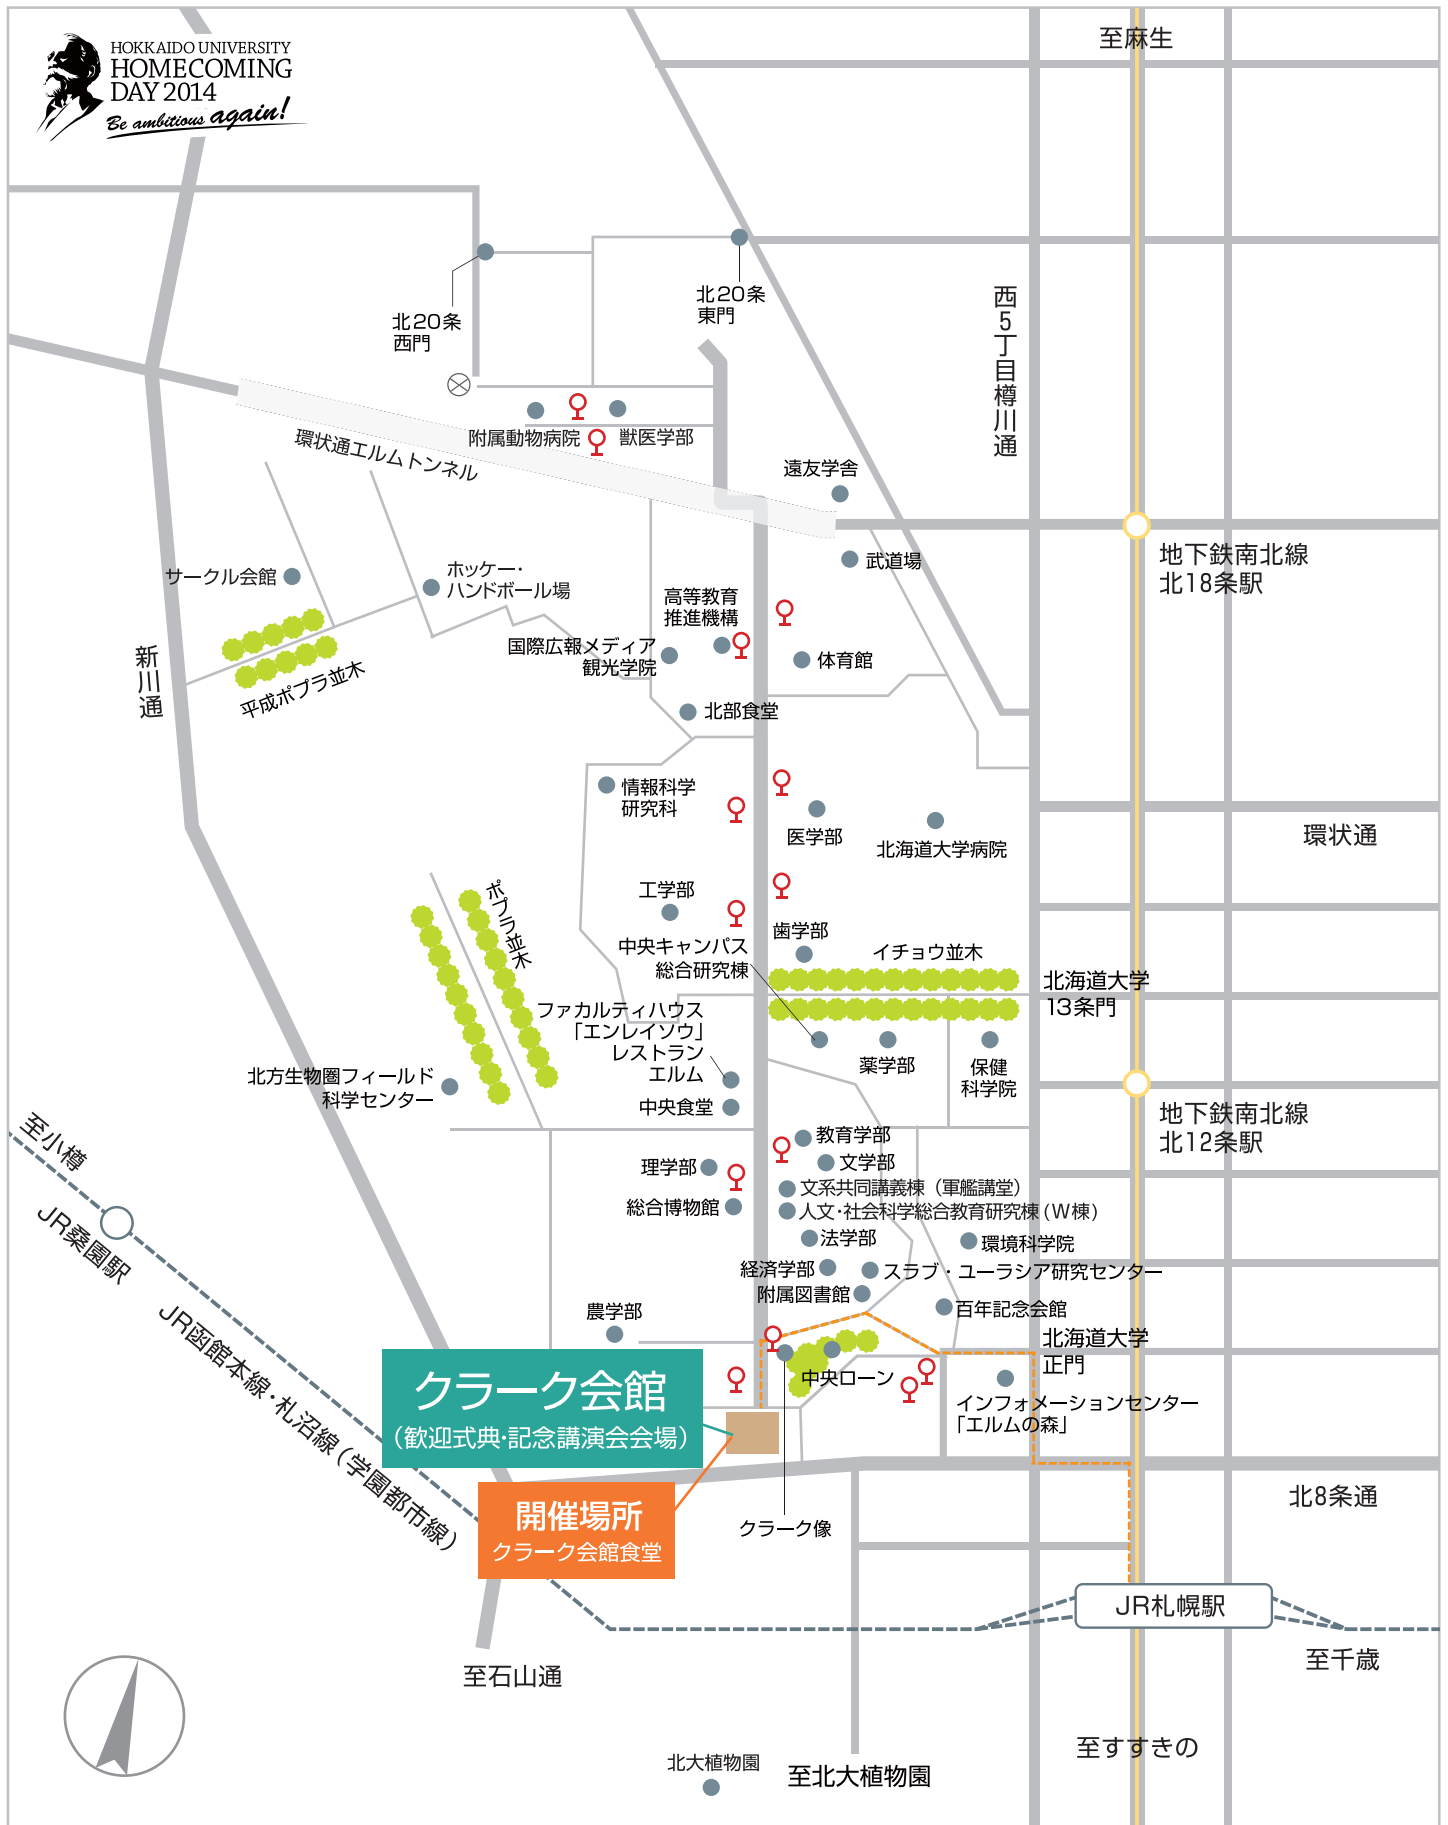 HOKKAIDO UNIVERSITY
HOMECOMING
DAY 2014
Be ambitious again!
至麻生
北20条
西門
北20条
東門
西5丁目樽川通
附属動物病院
獣医学部
環状通エルムトンネル
遠友学舎
武道場
地下鉄南北線
北18条駅
サークル会館
ホッケー・
ハンドボール場
高等教育
推進機構
国際広報メディア
観光学院
体育館
新川通
平成ポプラ並木
北部食堂
情報科学
研究科
医学部
北海道大学病院
環状通
工学部
ポプラ並木
歯学部
中央キャンパス
総合研究棟
イチョウ並木
北海道大学
13条門
ファカルティハウス
「エンレイソウ」
レストラン
エルム
薬学部
保健
科学院
北方生物圏フィールド
科学センター
中央食堂
地下鉄南北線
北12条駅
至小樽
教育学部
文学部
理学部
文系共同講義棟（軍艦講堂）
総合博物館
人文・社会科学総合教育研究棟(W棟)
JR桑園駅
法学部
環境科学院
経済学部
スラブ・ユーラシア研究センター
附属図書館
百年記念会館
農学部
北海道大学
正門
JR函館本線・札沼線（学園都市線）
クラーク会館
（歓迎式典・記念講演会会場）
中央ローン
インフォメーションセンター
「エルムの森」
開催場所
クラーク会館食堂
クラーク像
北8条通
JR札幌駅
至千歳
至石山通
至すすきの
北大植物園
至北大植物園